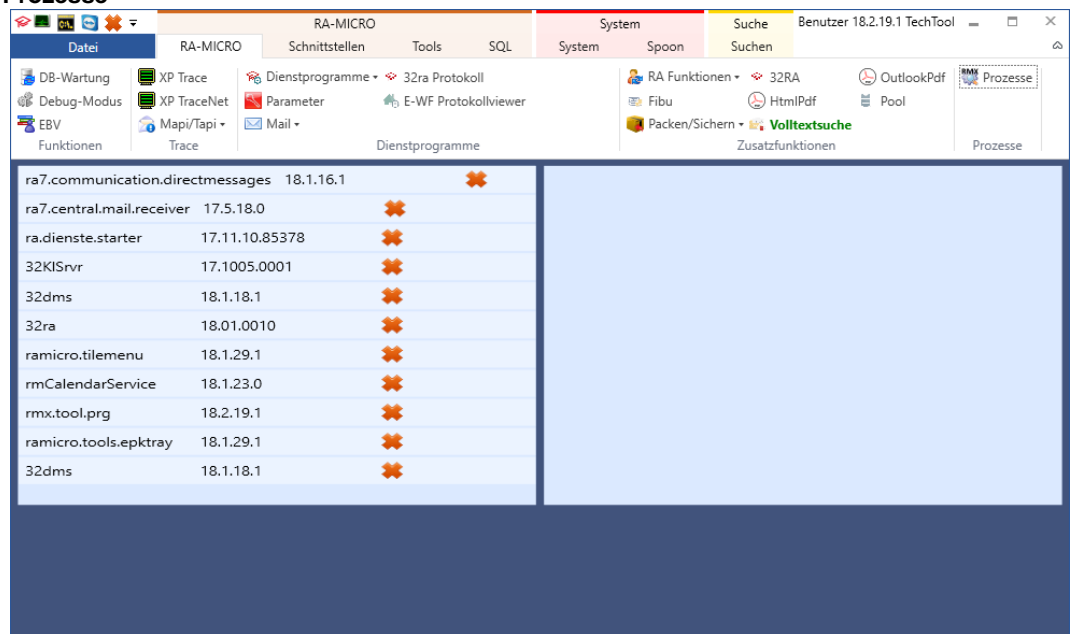 RA-MICRO System Suche Benutzer 18.2.19.1 TechTool
Datei RA-MICRO Schnittstellen Tools SQL System Spoon Suchen
DB-Wartung XP Trace Dienstprogramme 32ra Protokoll RA Funktionen 32RA OutlookPdf Prozesse
Debug-Modus XP TraceNet Parameter E-WF Protokollviewer Fibu HtmlPdf Pool
EBV Mapi/Tapi Mail Packen/Sichern Volltextsuche
Funktionen Trace Dienstprogramme Zusatzfunktionen Prozesse
ra7.communication.directmessages 18.1.16.1
ra7.central.mail.receiver 17.5.18.0
ra.dienste.starter 17.11.10.85378
32KISrvr 17.1005.0001
32dms 18.1.18.1
32ra 18.01.0010
ramicro.tilemenu 18.1.29.1
rmCalendarService 18.1.23.0
rmx.tool.prg 18.2.19.1
ramicro.tools.epktray 18.1.29.1
32dms 18.1.18.1